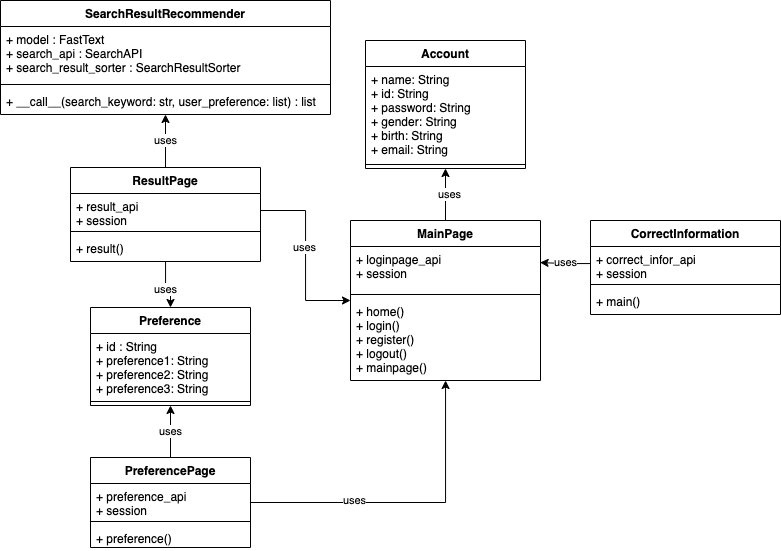 SearchResultRecommender
+ model : FastText
+ search_api : SearchAPI
+ search_result_sorter : SearchResultSorter
+ __call__(search_keyword: str, user_preference: list) : list
uses
ResultPage
+ result_api
+ session
+ result()
uses
uses
Preference
+ id : String
+ preference1: String
+ preference2: String
+ preference3: String
uses
PreferencePage
+ preference_api
+ session
+ preference()
uses
Account
+ name: String
+ id: String
+ password: String
+ gender: String
+ birth: String
+ email: String
uses
MainPage
+ loginpage_api
+ session
+ home()
+ login()
+ register()
+ logout()
+ mainpage()
uses
CorrectInformation
+ correct_infor_api
+ session
+ main()